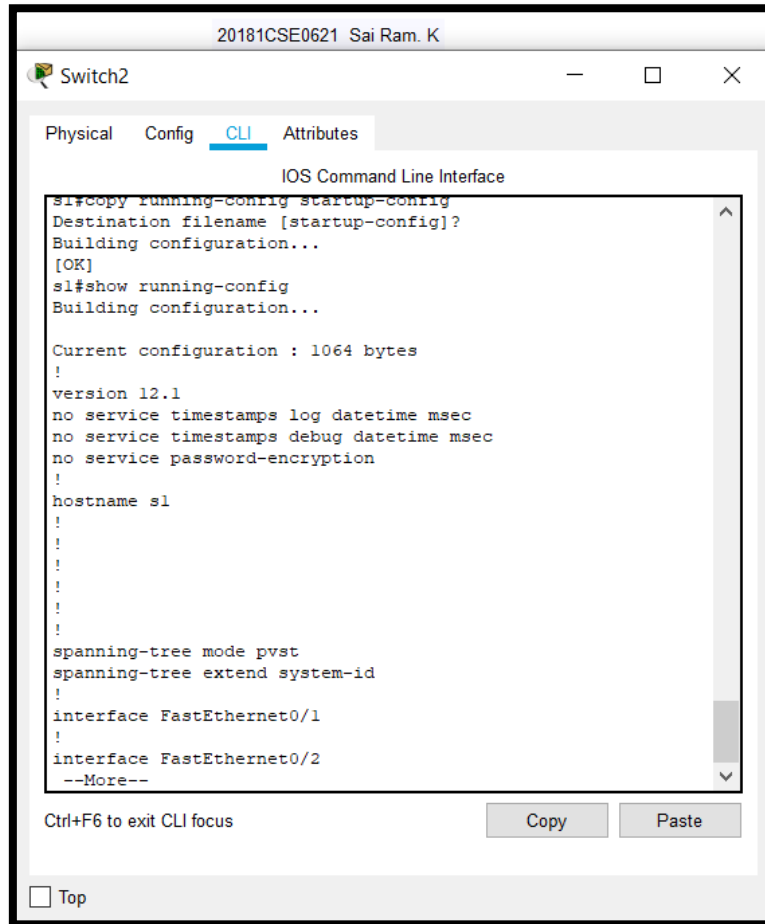 20181CSE0621 Sai Ram. K
Switch2
Physical Config CLI Attributes
IOS Command Line Interface
s1#copy running-config startup-config
Destination filename [startup-config]?
Building configuration...
[OK]
s1#show running-config
Building configuration...
Current configuration : 1064 bytes
!
version 12.1
no service timestamps log datetime msec
no service timestamps debug datetime msec
no service password-encryption
!
hostname s1
!
!
!
!
!
!
spanning-tree mode pvst
spanning-tree extend system-id
!
interface FastEthernet0/1
!
interface FastEthernet0/2
--More--
Ctrl+F6 to exit CLI focus Copy Paste
Top